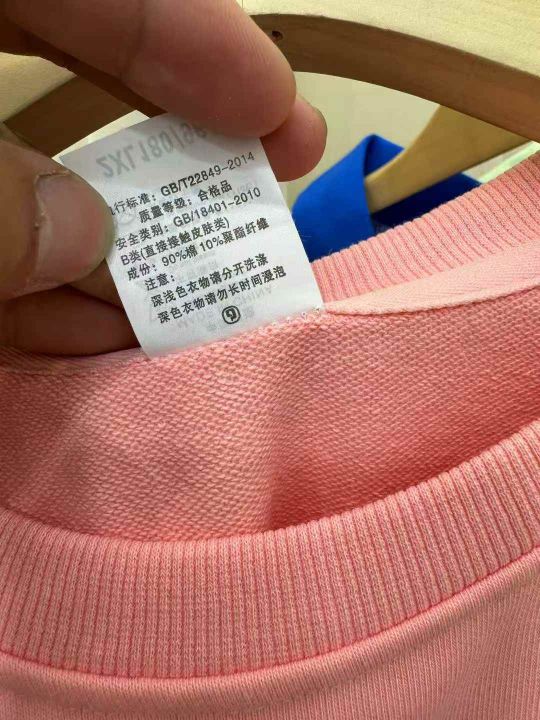 行标准：GB/T22849-2014
质量等级：合格品
安全类别：GB/18401-2010
B类(直接接触皮肤类)
成份：90%棉 10%聚酯纤维
注意：
深浅色衣物请分开洗涤
深色衣物请勿长时间浸泡